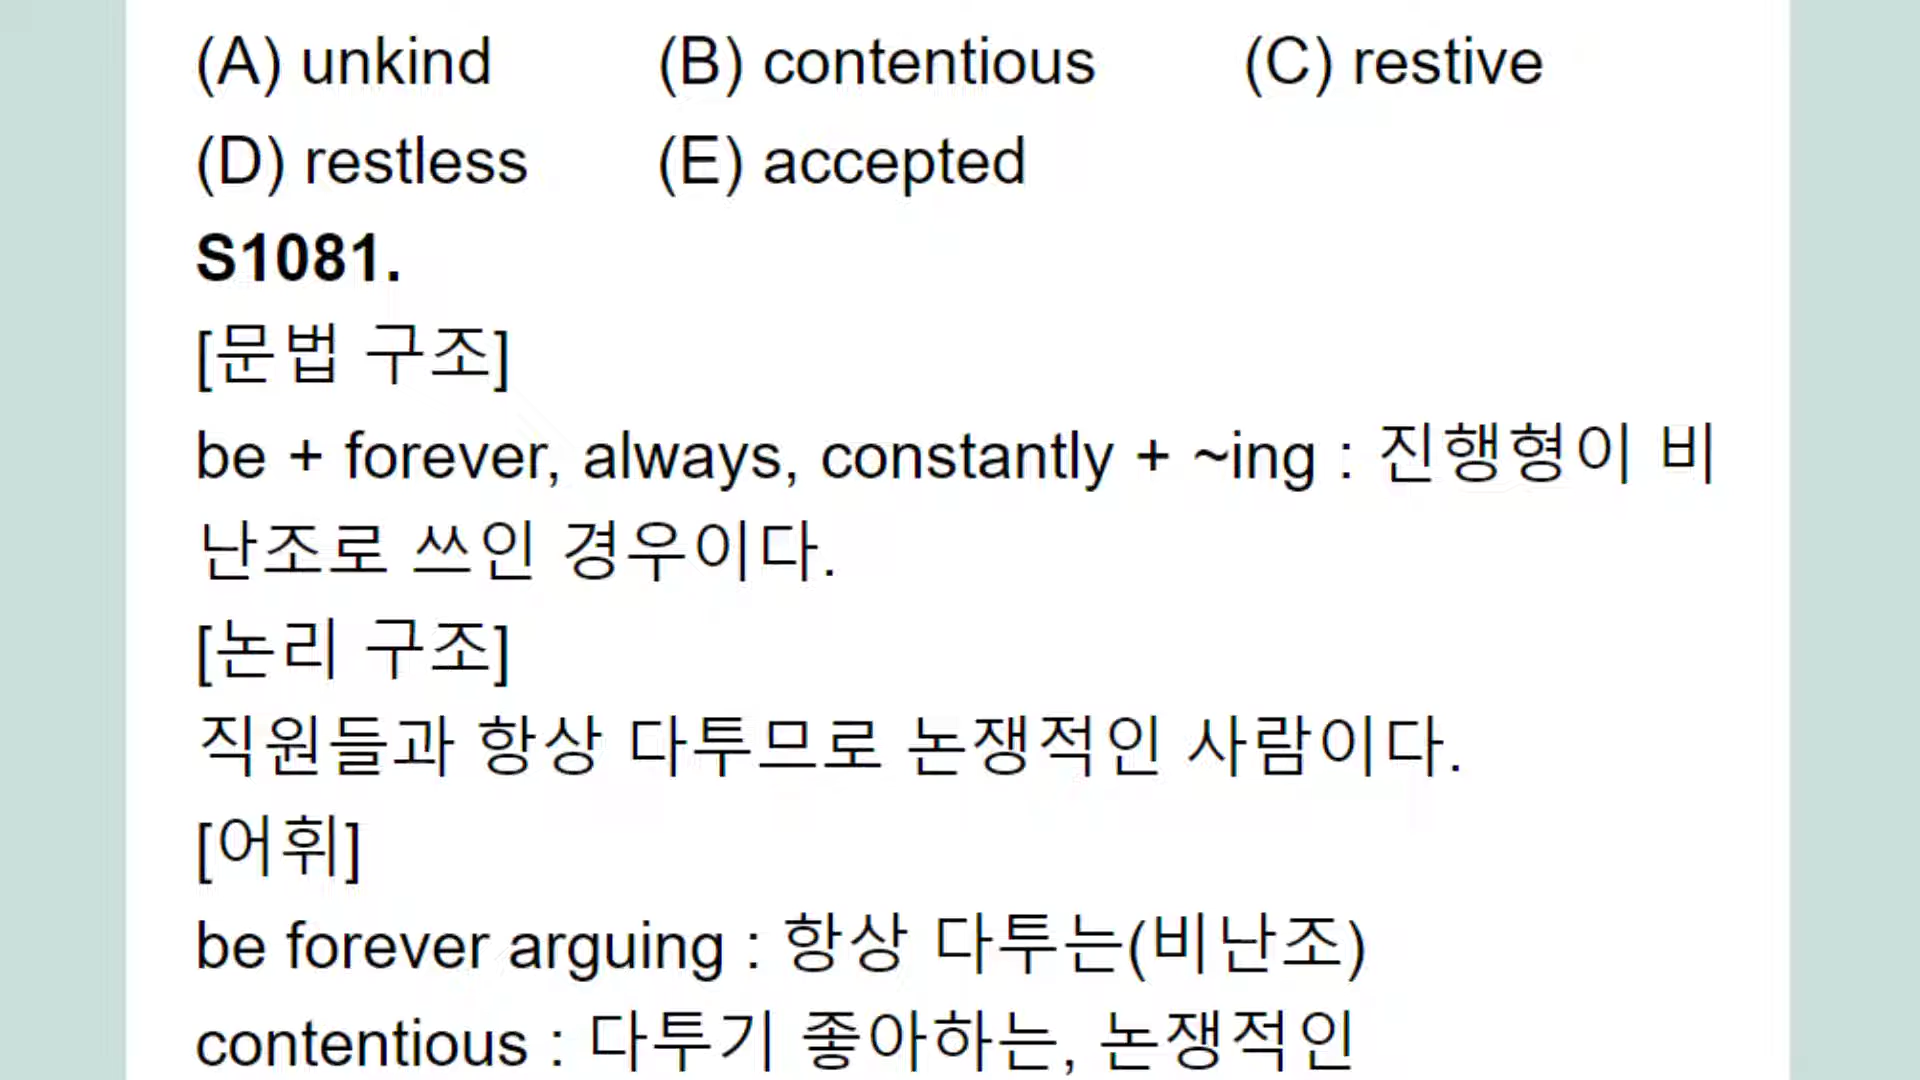 (A) unkind (B) contentious (C) restive
(D) restless (E) accepted
S1081.
[문법 구조]
be + forever, always, constantly + ~ing : 진행형이 비
난조로 쓰인 경우이다.
[논리 구조]
직원들과 항상 다투므로 논쟁적인 사람이다.
[어휘]
be forever arguing : 항상 다투는(비난조)
contentious : 다투기 좋아하는, 논쟁적인